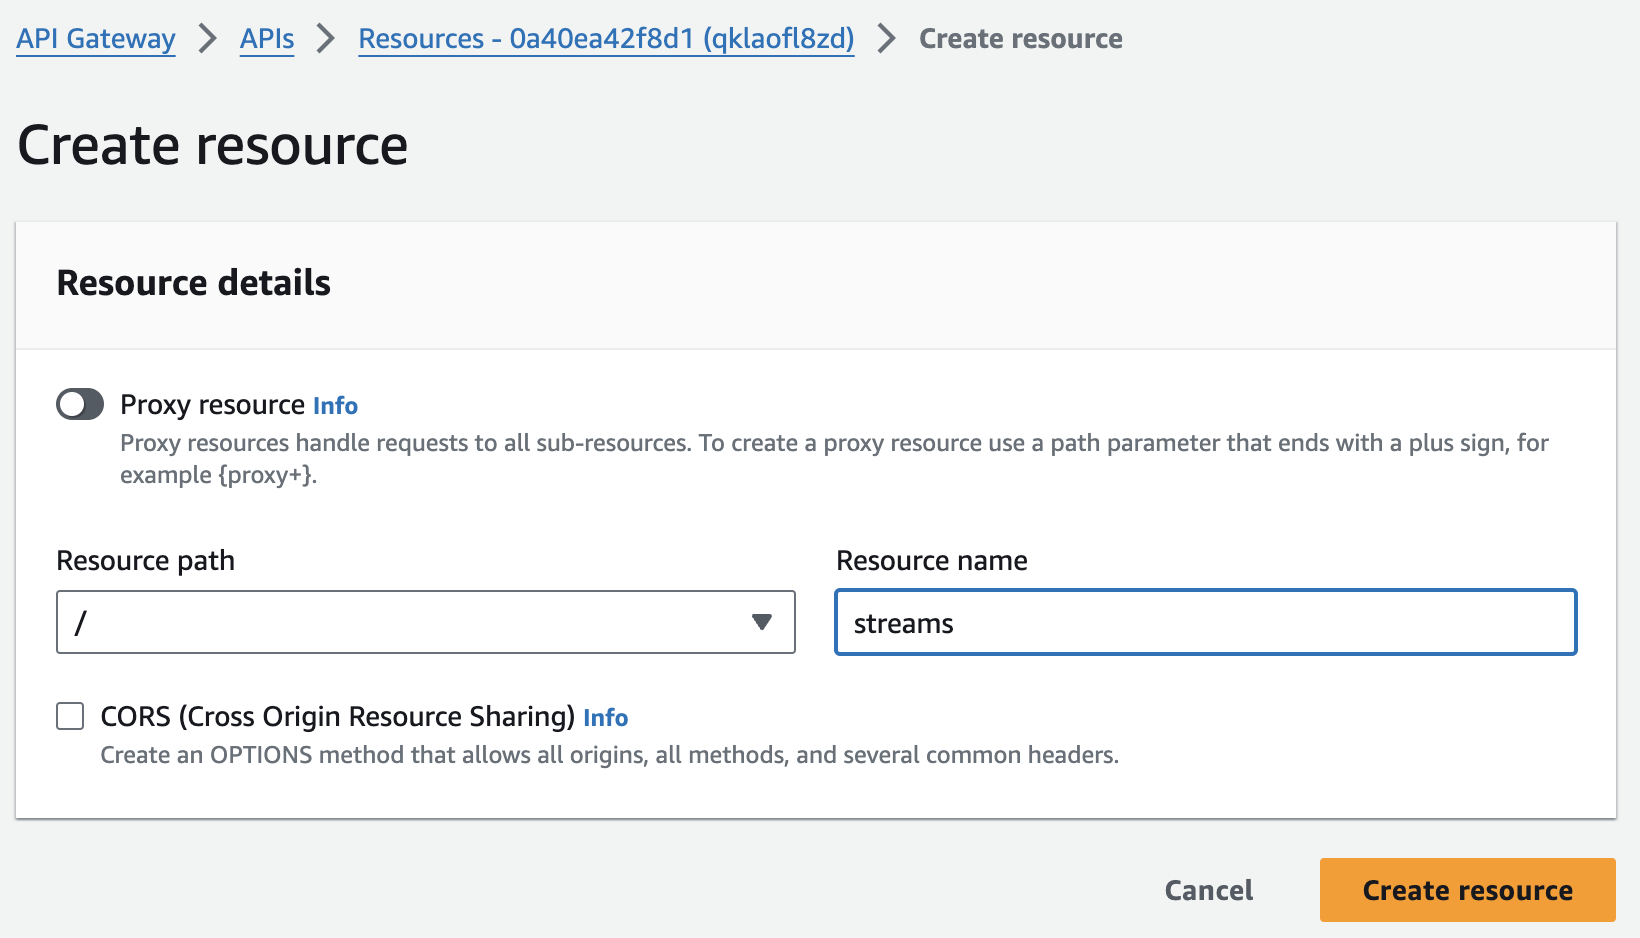 API Gateway > APIs > Resources - 0a40ea42f8d1 (qklaofl8zd) > Create resource
Create resource
Resource details
Proxy resource Info
Proxy resources handle requests to all sub-resources. To create a proxy resource use a path parameter that ends with a plus sign, for
example {proxy+}.
Resource path
Resource name
/
streams
CORS (Cross Origin Resource Sharing) Info
Create an OPTIONS method that allows all origins, all methods, and several common headers.
Cancel
Create resource